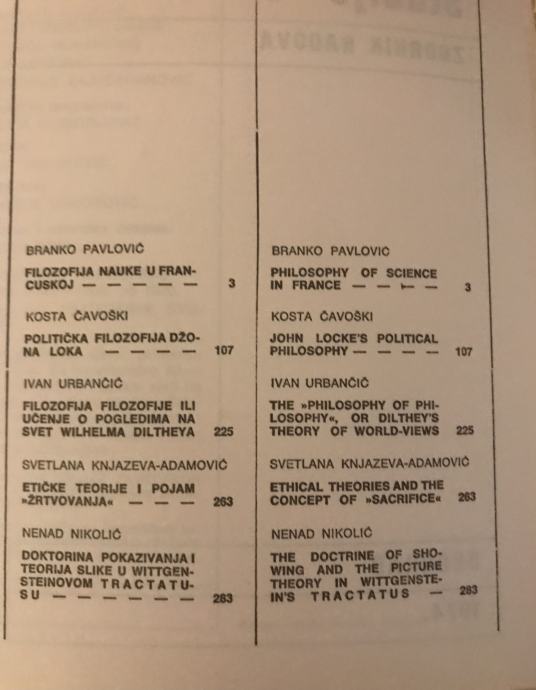 BRANKO PAVLOVIĆ
FILOZOFIJA NAUKE U FRAN-
CUSKOJ — — — — — 3
KOSTA ČAVOŠKI
POLITIČKA FILOZOFIJA DŽO-
NA LOKA — — — — 107
IVAN URBANČIČ
FILOZOFIJA FILOZOFIJE ILI
UČENJE O POGLEDIMA NA
SVET WILHELMA DILTHEYA 225
SVETLANA KNJAZEVA-ADAMOVIĆ
ETIČKE TEORIJE I POJAM
»ŽRTVOVANJA« — — — 263
NENAD NIKOLIĆ
DOKTORINA POKAZIVANJA I
TEORIJA SLIKE U WITTGEN-
STEINOVOM TRACTATU-
SU — — — — — — 283
BRANKO PAVLOVIĆ
PHILOSOPHY OF SCIENCE
IN FRANCE — — — — 3
KOSTA ČAVOŠKI
JOHN LOCKE'S POLITICAL
PHILOSOPHY — — — — 107
IVAN URBANČIČ
THE »PHILOSOPHY OF PHI-
LOSOPHY«, OR DILTHEY'S
THEORY OF WORLD-VIEWS 225
SVETLANA KNJAZEVA-ADAMOVIĆ
ETHICAL THEORIES AND THE
CONCEPT OF »SACRIFICE« 263
NENAD NIKOLIĆ
THE DOCTRINE OF SHO-
WING AND THE PICTURE
THEORY IN WITTGENSTE-
IN'S TRACTATUS — 283